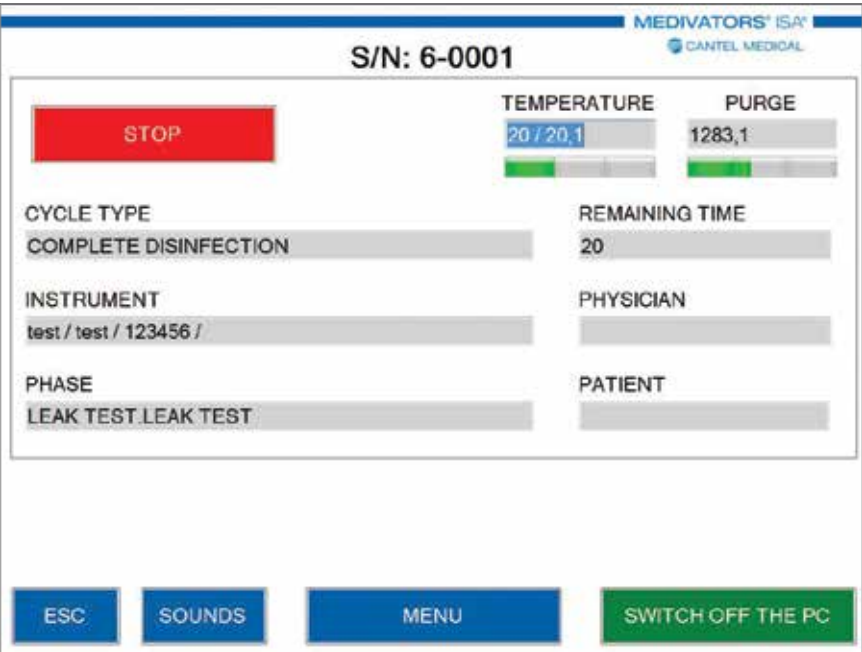 MEDIVATORS® ISA®
CANTEL MEDICAL
S/N: 6-0001
STOP
TEMPERATURE
20 / 20,1
PURGE
1283,1
CYCLE TYPE
COMPLETE DISINFECTION
REMAINING TIME
20
INSTRUMENT
test / test / 123456 /
PHYSICIAN
PHASE
LEAK TEST.LEAK TEST
PATIENT
ESC
SOUNDS
MENU
SWITCH OFF THE PC